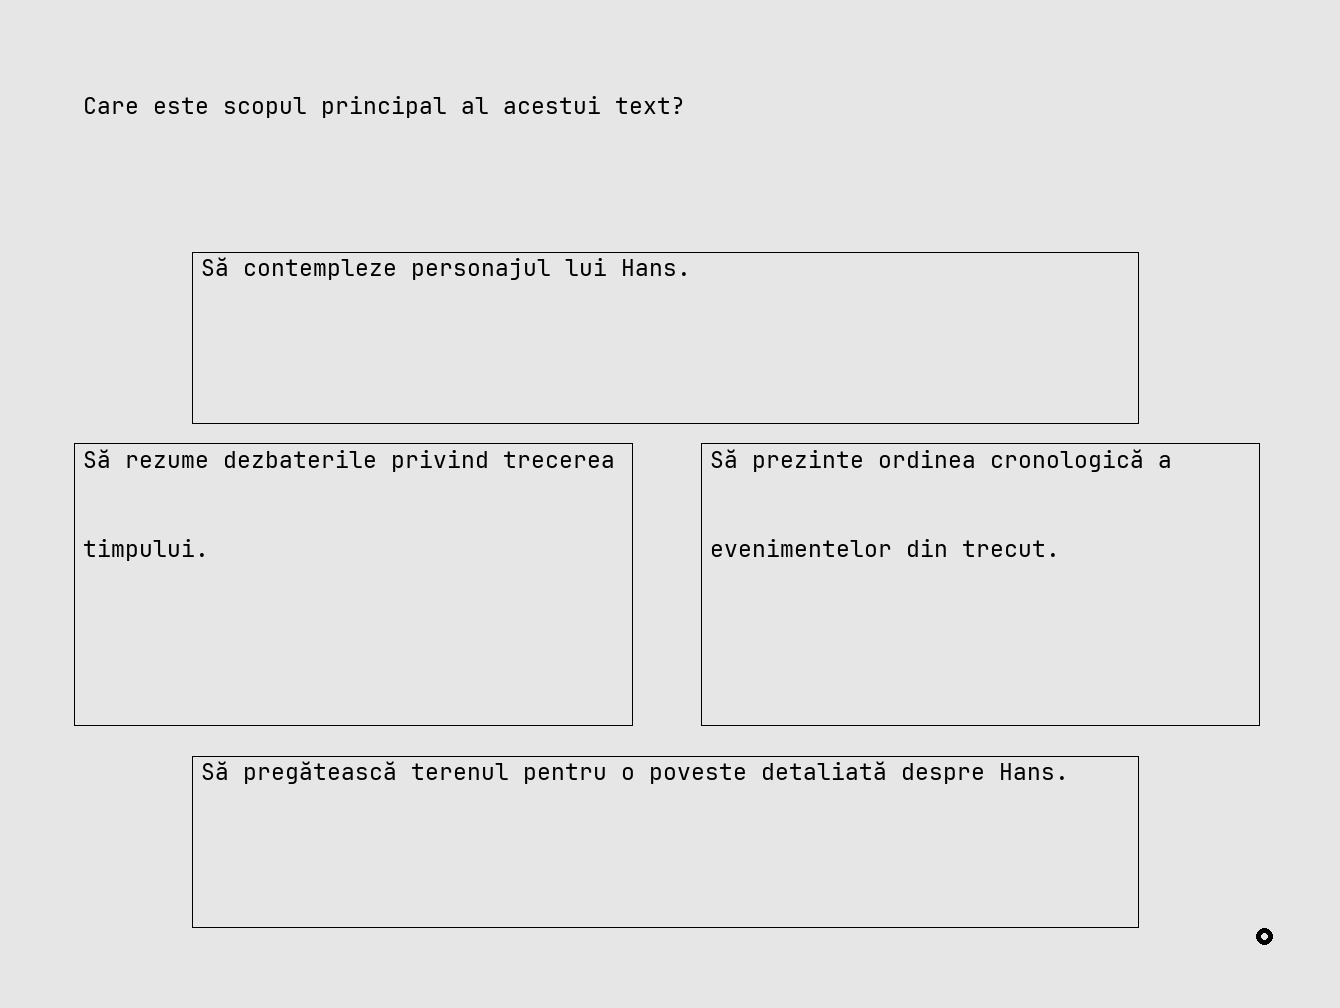 Care este scopul principal al acestui text?
Să contempleze personajul lui Hans.
Să rezume dezbaterile privind trecerea
timpului.
Să prezinte ordinea cronologică a
evenimentelor din trecut.
Să pregătească terenul pentru o poveste detaliată despre Hans.